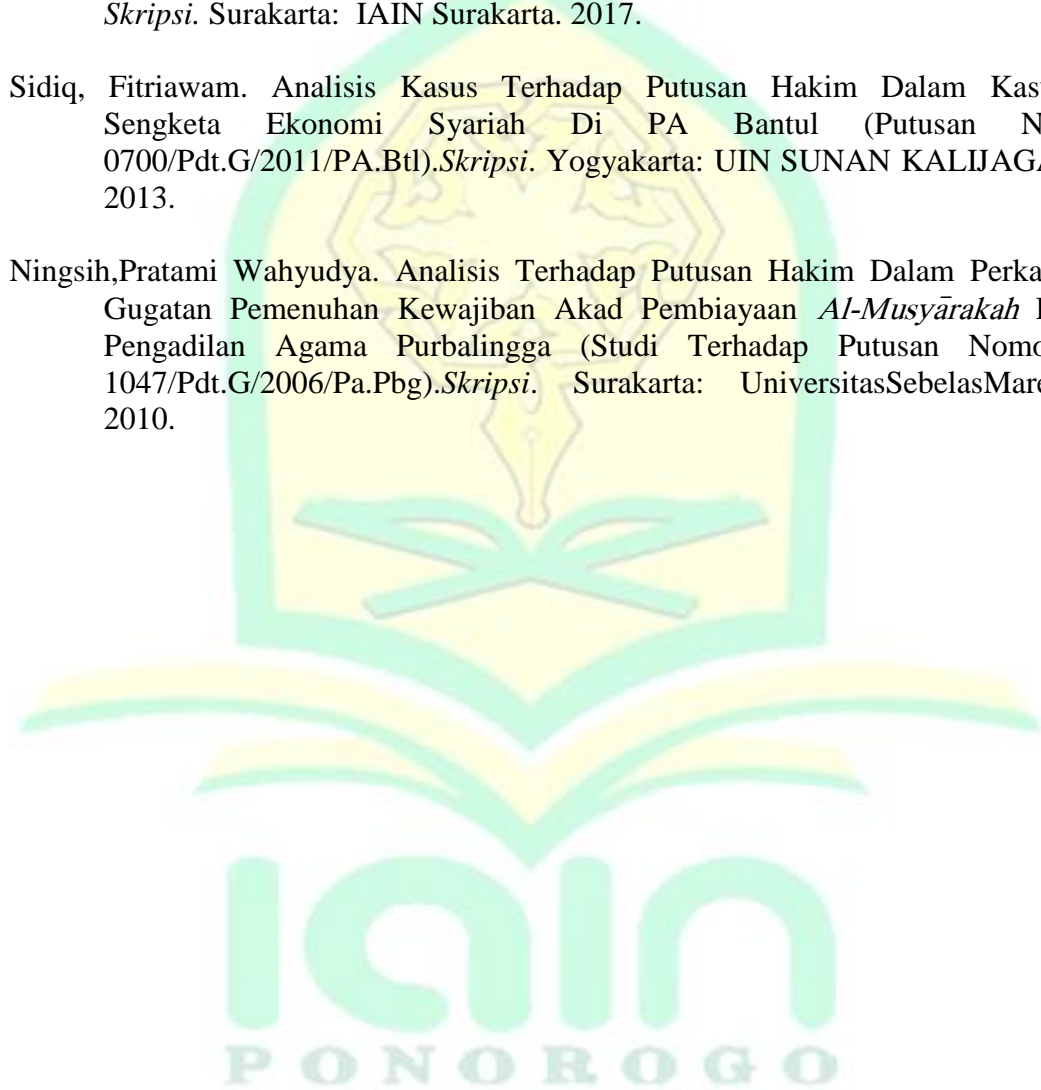 Skripsi. Surakarta: IAIN Surakarta. 2017.
Sidiq, Fitriawam. Analisis Kasus Terhadap Putusan Hakim Dalam Kasu
Sengketa Ekonomi Syariah Di PA Bantul (Putusan N
0700/Pdt.G/2011/PA.Btl).Skripsi. Yogyakarta: UIN SUNAN KALIJAGA
2013.
Ningsih,Pratami Wahyudya. Analisis Terhadap Putusan Hakim Dalam Perka
Gugatan Pemenuhan Kewajiban Akad Pembiayaan Al-Musyārakah
Pengadilan Agama Purbalingga (Studi Terhadap Putusan Nomo
1047/Pdt.G/2006/Pa.Pbg).Skripsi. Surakarta: UniversitasSebelasMare
2010.
IAIN
PONOROGO